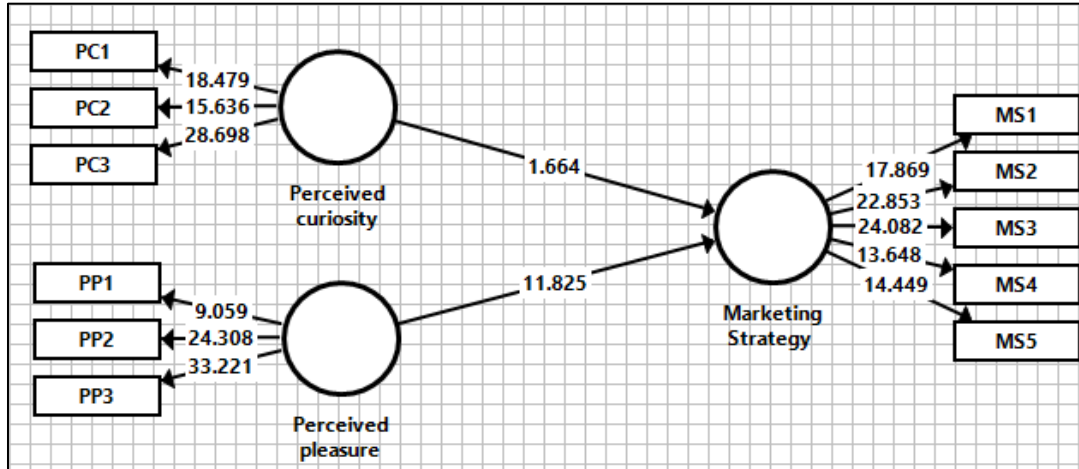 PC1
PC2
PC3
18.479
15.636
28.698
Perceived
curiosity
1.664
PP1
PP2
PP3
9.059
24.308
33.221
Perceived
pleasure
11.825
Marketing
Strategy
17.869
22.853
24.082
13.648
14.449
MS1
MS2
MS3
MS4
MS5